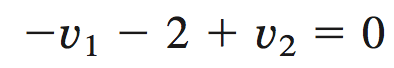 −v₁ − 2 + v₂ = 0